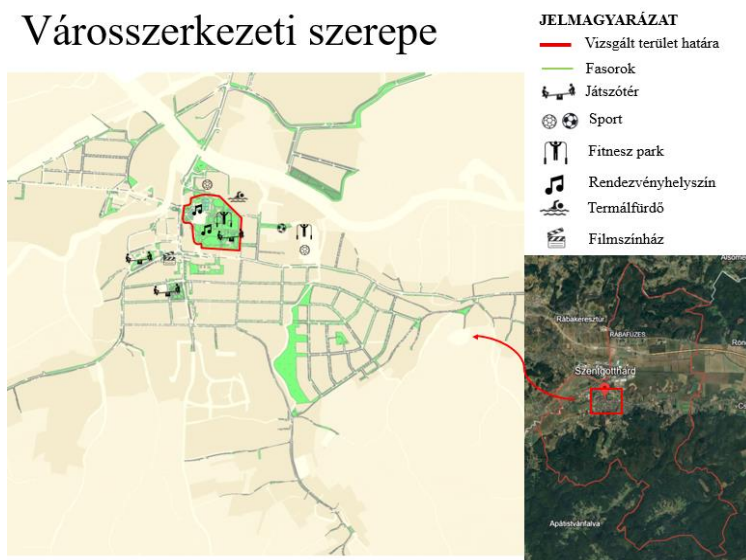 Városszerkezeti szerepe
JELMAGYARÁZAT
Vizsgált terület határa
Fasorok
Játszótér
Sport
Fitnesz park
Rendezvényhelyszín
Termálfürdő
Filmszínház
Rábakeresztúr
RÁBAFÜZES
Szentgotthárd
Apátistvánfalva